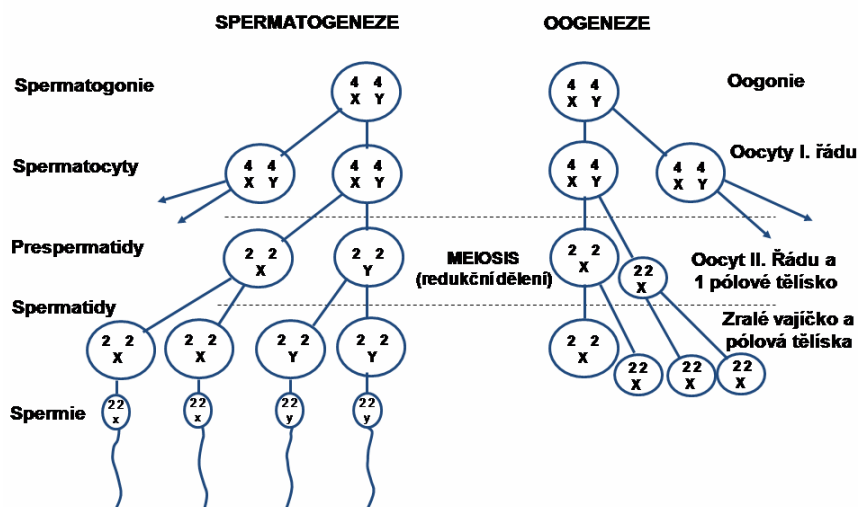 SPERMATOGENEZE OOGENEZE
4 4 4 4
Spermatogonie X Y X Y Oogonie
4 4 4 4 4 4 4 4 Oocyty I. řádu
Spermatocyty X Y X Y X Y X Y
Prespermatidy 2 2 2 2 MEIOSIS 2 2 22 Oocyt II. Řádu a
X Y (redukční dělení) X X 1 pólové tělísko
Spermatidy Zralé vajíčko a
2 2 2 2 2 2 2 2 2 2 pólová tělíska
X X Y Y X 22 22 22
X X X
Spermie 22 22 22 22
x x y y